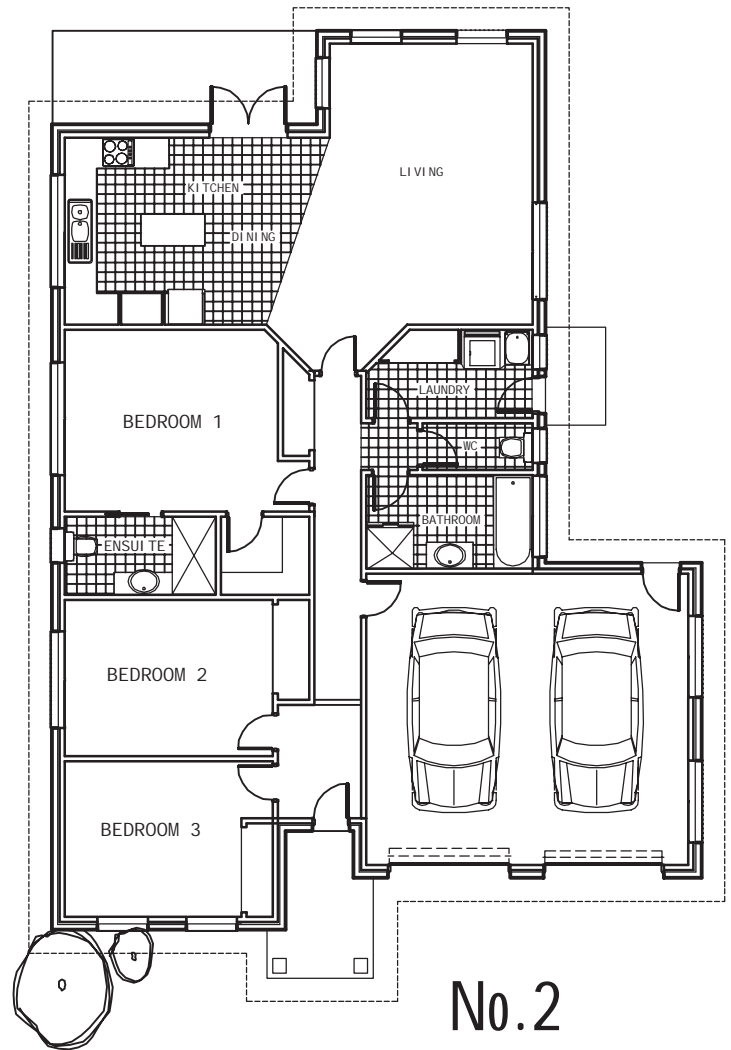 LIVING
KITCHEN
DINING
LAUNDRY
BEDROOM 1
WC
BATHROOM
ENSUITE
BEDROOM 2
BEDROOM 3
No.2